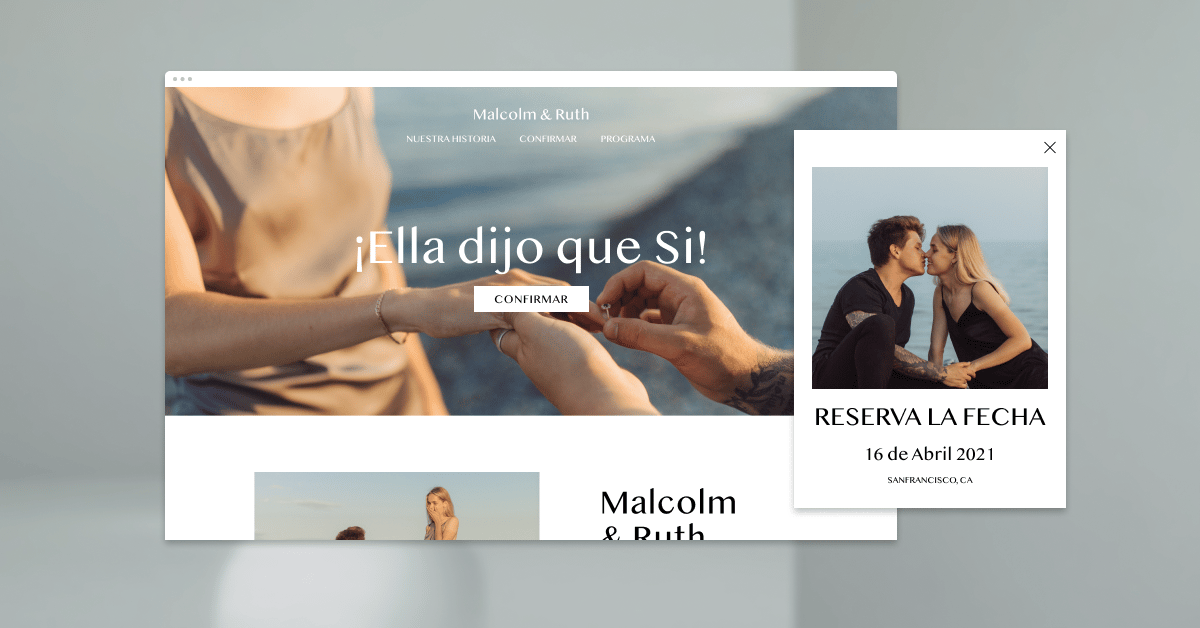 Malcolm & Ruth
NUESTRA HISTORIA CONFIRMAR PROGRAMA
¡Ella dijo que Si!
CONFIRMAR
Malcolm
& Ruth
RESERVA LA FECHA
16 de Abril 2021
SANFRANCISCO, CA